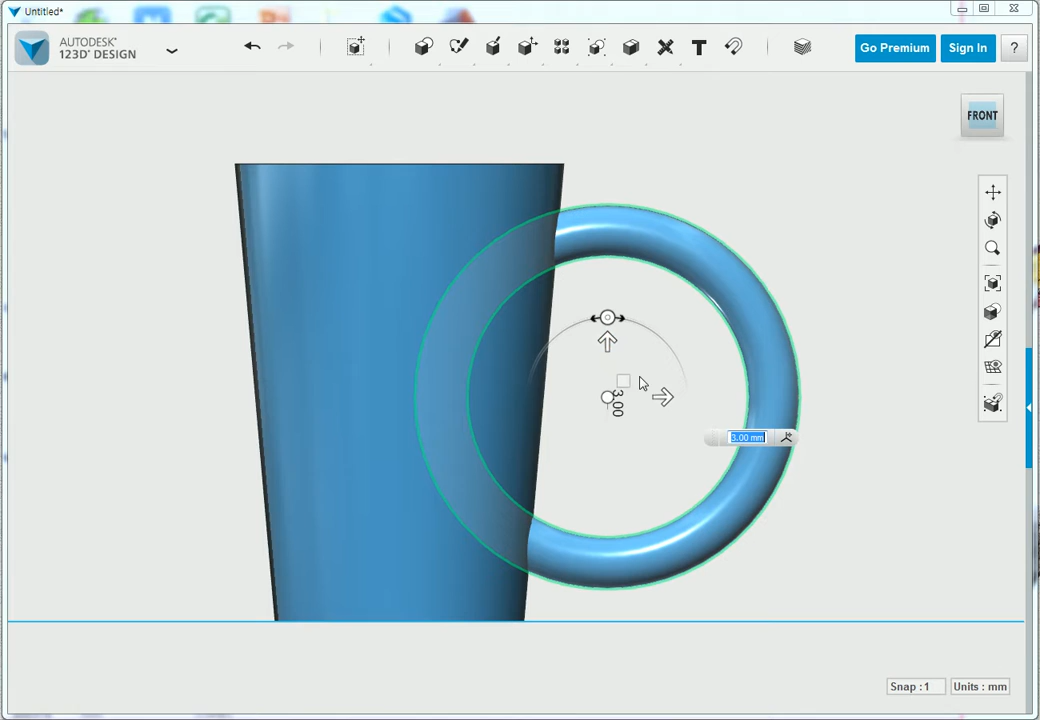 Untitled*
AUTODESK®
123D® DESIGN
Go Premium
Sign In
?
FRONT
3.00
3.00 mm
Snap : 1
Units : mm